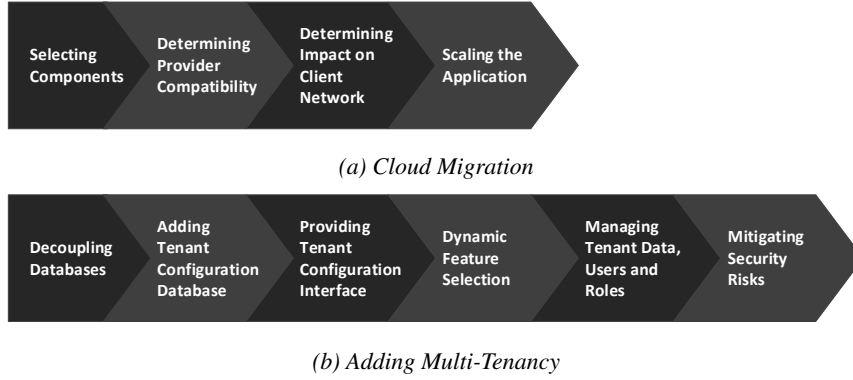 Selecting
Components
Determining
Provider
Compatibility
Determining
Impact on
Client
Network
Scaling the
Application
(a) Cloud Migration
Decoupling
Databases
Adding
Tenant
Configuration
Database
Providing
Tenant
Configuration
Interface
Dynamic
Feature
Selection
Managing
Tenant Data,
Users and
Roles
Mitigating
Security
Risks
(b) Adding Multi-Tenancy